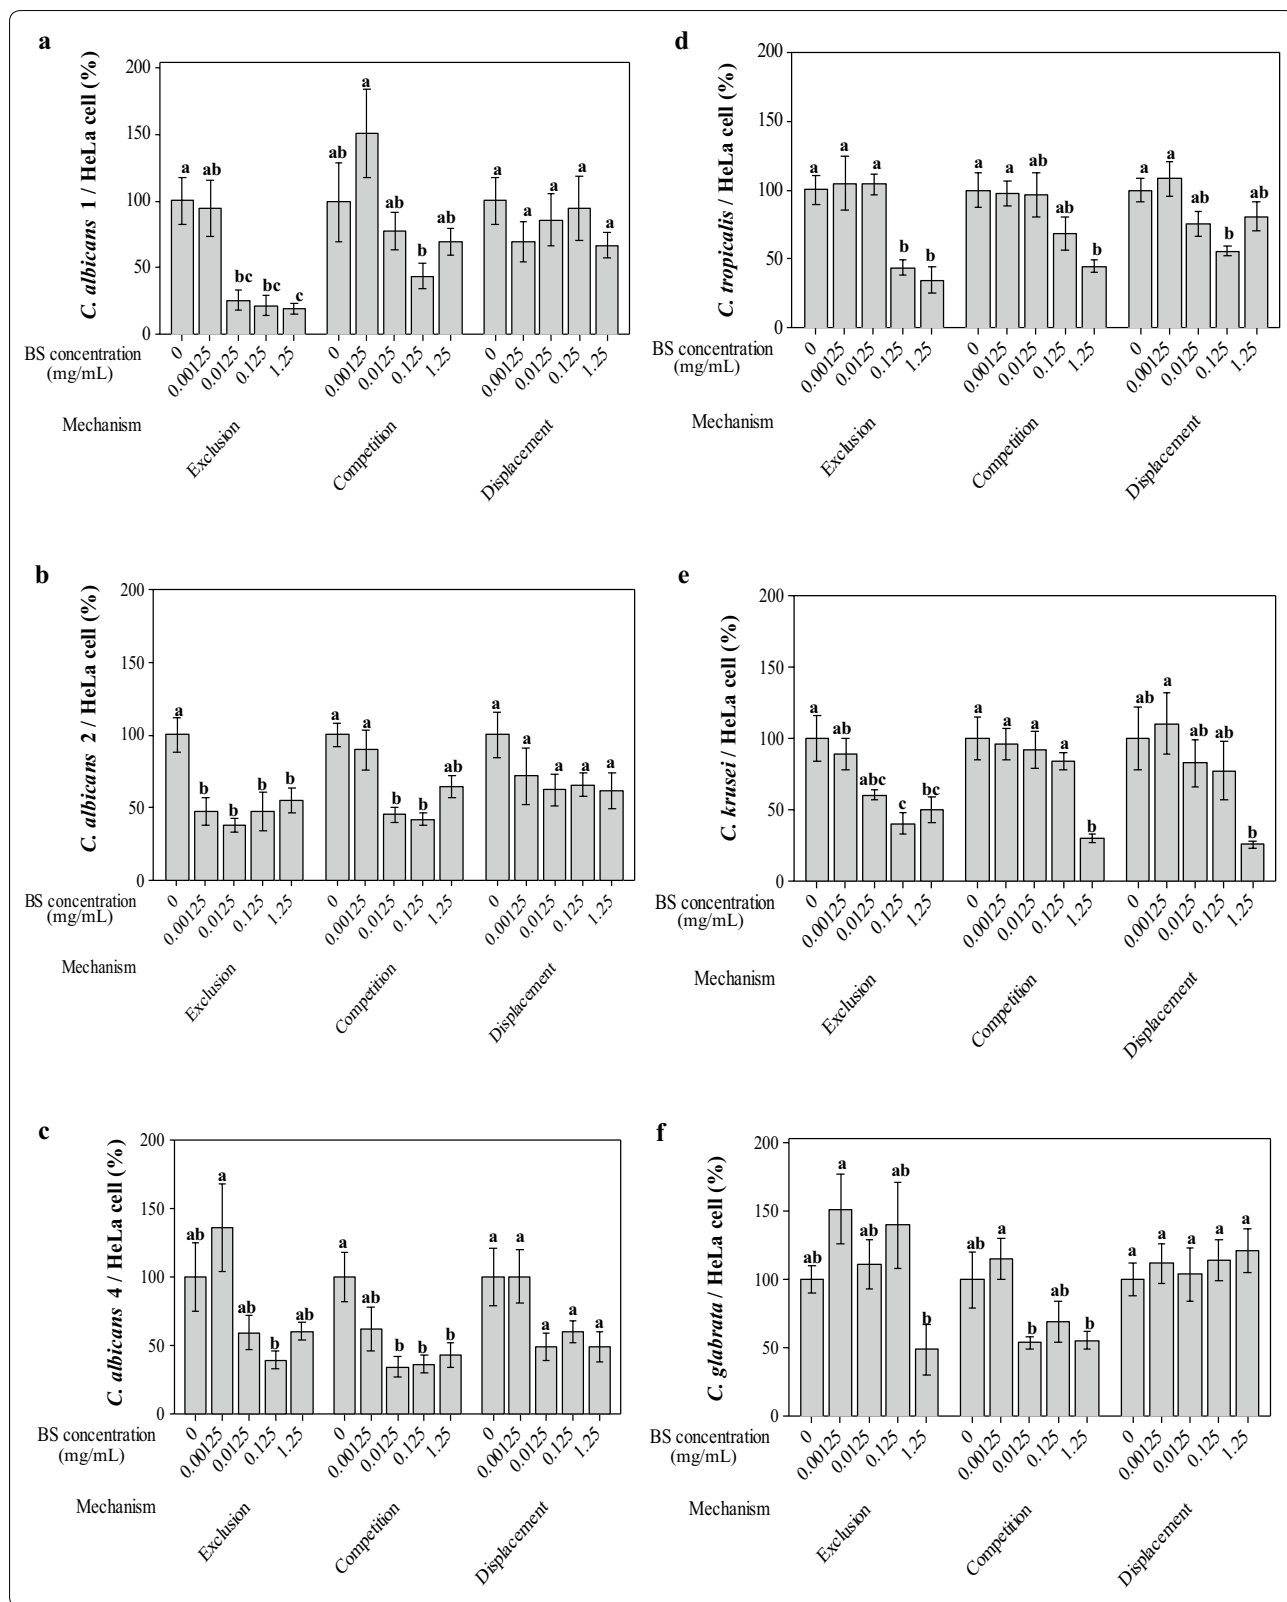 a
C. albicans 1 / HeLa cell (%)
200
150
100
50
0
a ab bc bc c ab a ab b ab a a a a a
BS concentration
(mg/mL)
0 0.00125 0.0125 0.125 1.25 0 0.00125 0.0125 0.125 1.25 0 0.00125 0.0125 0.125 1.25
Mechanism
Exclusion Competition Displacement
b
C. albicans 2 / HeLa cell (%)
200
150
100
50
0
a b b b b a a b b ab a a a a a
BS concentration
(mg/mL)
0 0.00125 0.0125 0.125 1.25 0 0.00125 0.0125 0.125 1.25 0 0.00125 0.0125 0.125 1.25
Mechanism
Exclusion Competition Displacement
c
C. albicans 4 / HeLa cell (%)
200
150
100
50
0
ab a ab b ab a ab b b b a a a a a
BS concentration
(mg/mL)
0 0.00125 0.0125 0.125 1.25 0 0.00125 0.0125 0.125 1.25 0 0.00125 0.0125 0.125 1.25
Mechanism
Exclusion Competition Displacement
d
C. tropicalis / HeLa cell (%)
200
150
100
50
0
a a a b b a a ab ab b a a ab b ab
BS concentration
(mg/mL)
0 0.00125 0.0125 0.125 1.25 0 0.00125 0.0125 0.125 1.25 0 0.00125 0.0125 0.125 1.25
Mechanism
Exclusion Competition Displacement
e
C. krusei / HeLa cell (%)
200
150
100
50
0
a ab abc c bc a a a a b ab a ab ab b
BS concentration
(mg/mL)
0 0.00125 0.0125 0.125 1.25 0 0.00125 0.0125 0.125 1.25 0 0.00125 0.0125 0.125 1.25
Mechanism
Exclusion Competition Displacement
f
C. glabrata / HeLa cell (%)
200
150
100
50
0
ab a ab ab b ab a b ab b a a a a a
BS concentration
(mg/mL)
0 0.00125 0.0125 0.125 1.25 0 0.00125 0.0125 0.125 1.25 0 0.00125 0.0125 0.125 1.25
Mechanism
Exclusion Competition Displacement